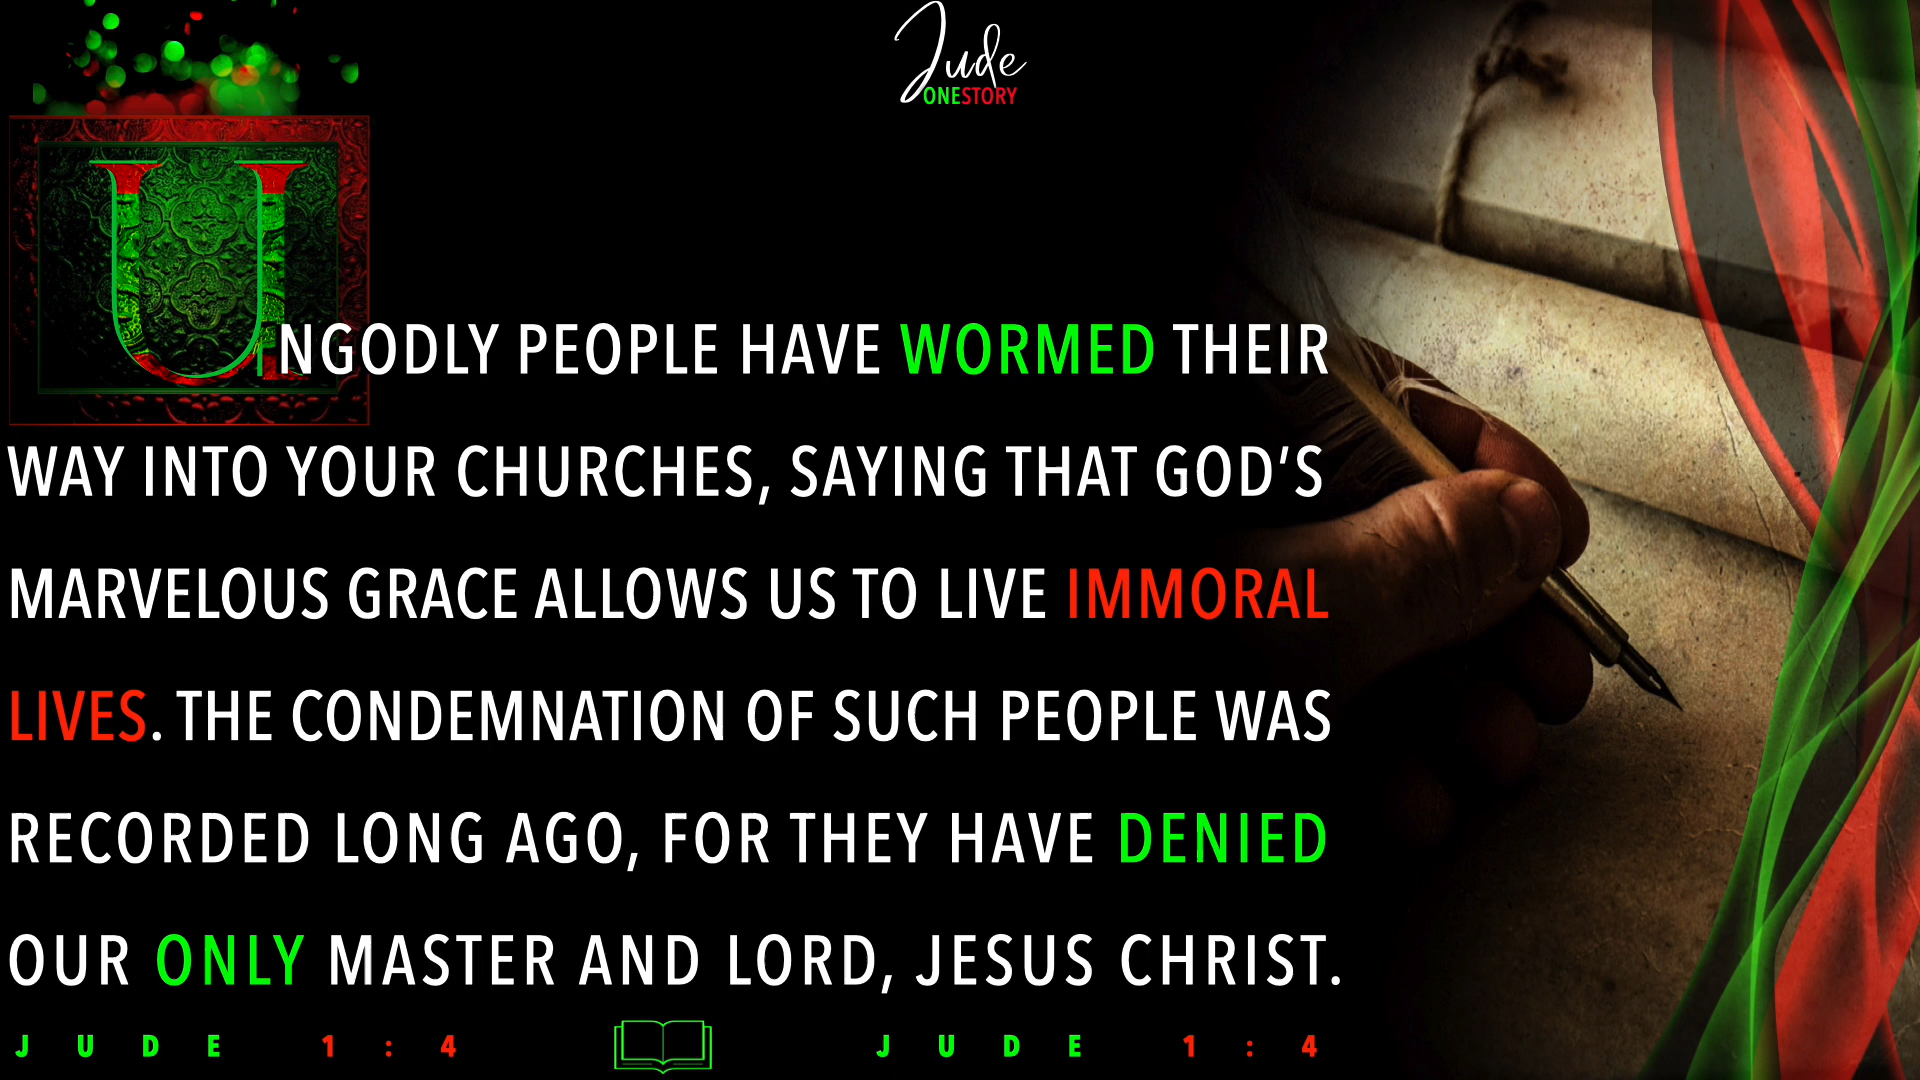 Jude
ONESTORY
UNGODLY PEOPLE HAVE WORMED THEIR
WAY INTO YOUR CHURCHES, SAYING THAT GOD’S
MARVELOUS GRACE ALLOWS US TO LIVE IMMORAL
LIVES. THE CONDEMNATION OF SUCH PEOPLE WAS
RECORDED LONG AGO, FOR THEY HAVE DENIED
OUR ONLY MASTER AND LORD, JESUS CHRIST.
JUDE 1:4 JUDE 1:4